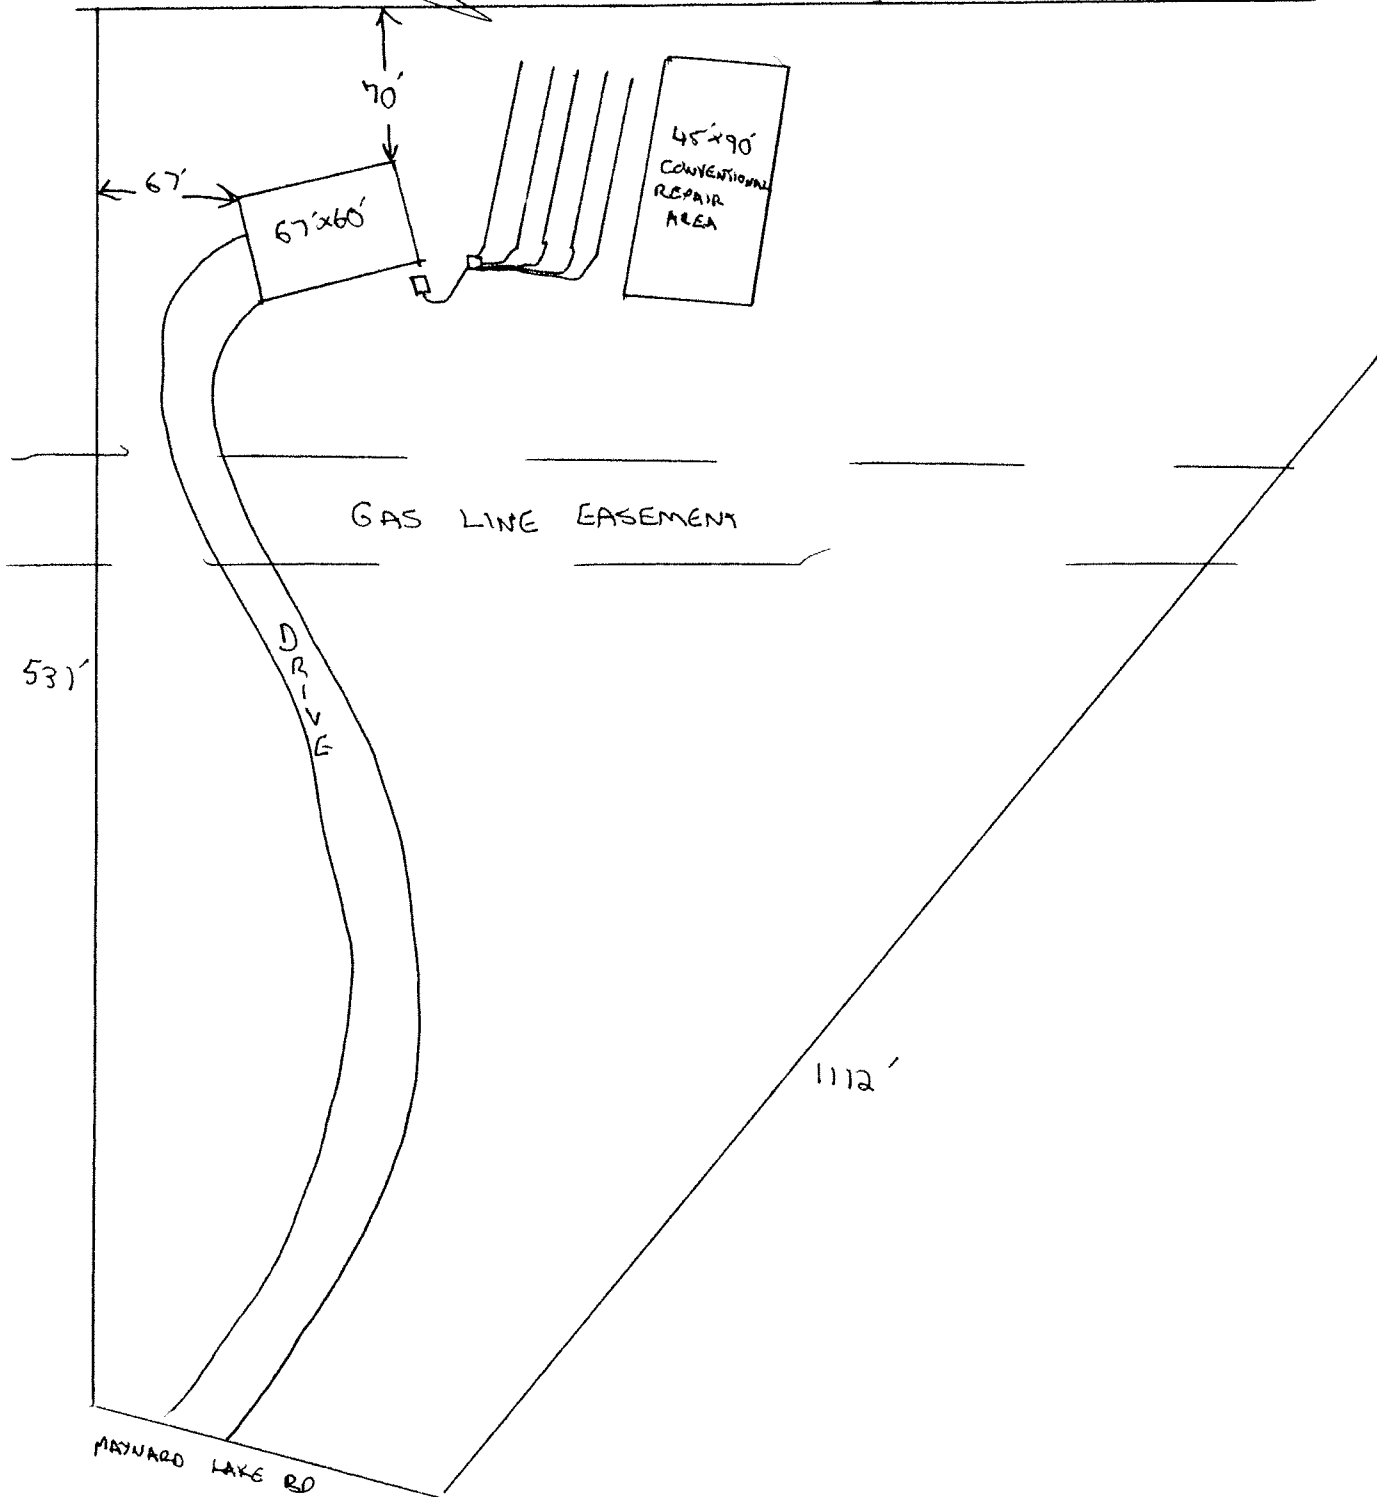 70'
67'
67'x60'
45'x90'
CONVENTIONAL
REPAIR
AREA
GAS LINE EASEMENT
DRIVE
531'
1112'
MAYNARD LAKE RD